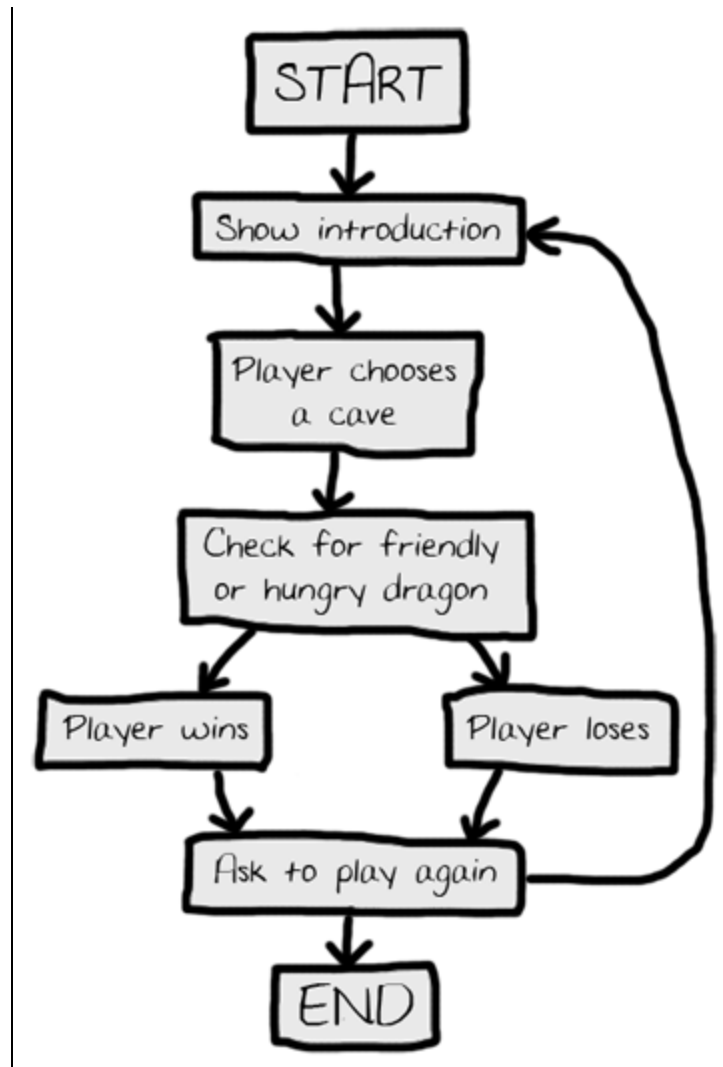 START
Show introduction
Player chooses
a cave
Check for friendly
or hungry dragon
Player wins
Player loses
Ask to play again
END